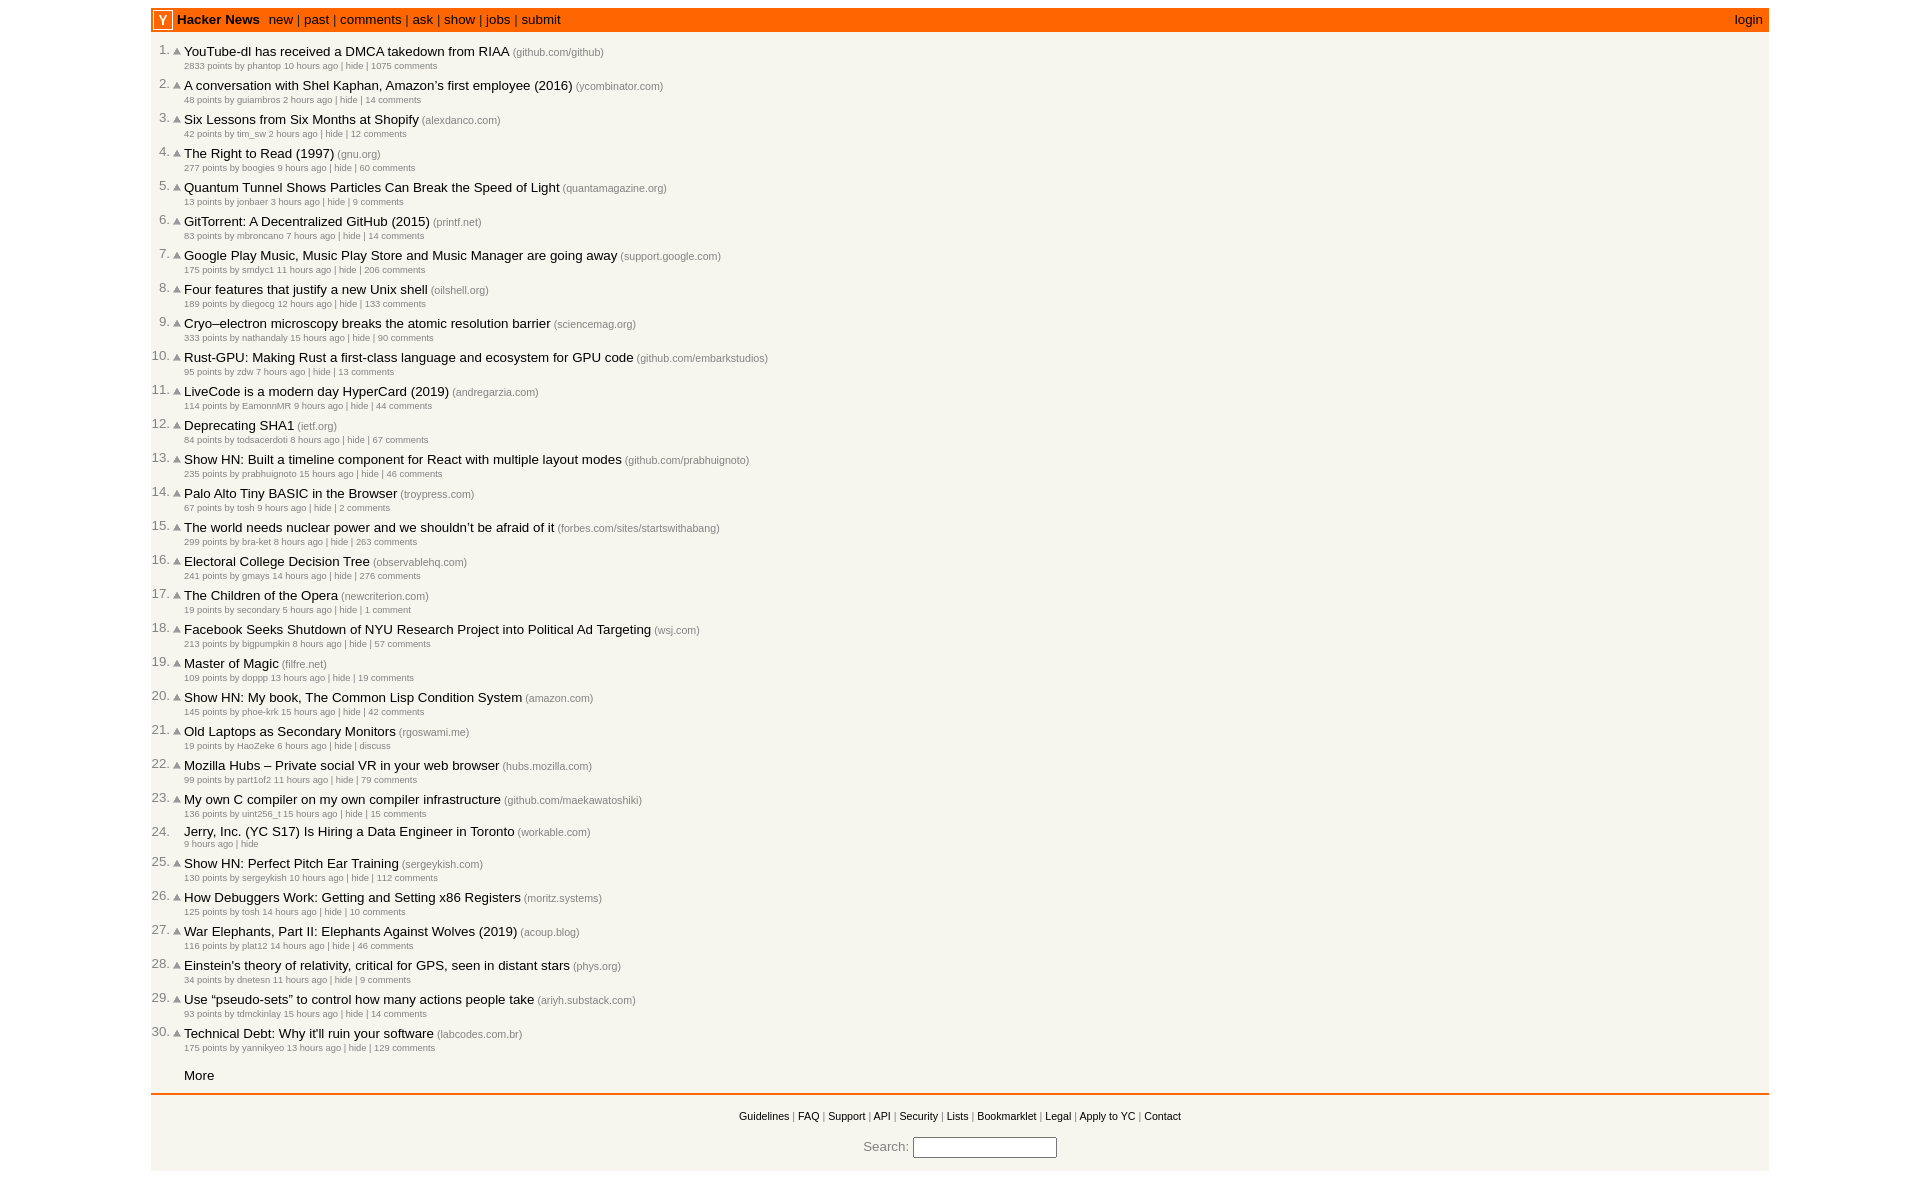 Y Hacker News new | past | comments | ask | show | jobs | submit login
1. YouTube-dl has received a DMCA takedown from RIAA (github.com/github)
2833 points by phantop 10 hours ago | hide | 1075 comments
2. A conversation with Shel Kaphan, Amazon’s first employee (2016) (ycombinator.com)
48 points by guiambros 2 hours ago | hide | 14 comments
3. Six Lessons from Six Months at Shopify (alexdanco.com)
42 points by tim_sw 2 hours ago | hide | 12 comments
4. The Right to Read (1997) (gnu.org)
277 points by boogies 9 hours ago | hide | 60 comments
5. Quantum Tunnel Shows Particles Can Break the Speed of Light (quantamagazine.org)
13 points by jonbaer 3 hours ago | hide | 9 comments
6. GitTorrent: A Decentralized GitHub (2015) (printf.net)
83 points by mbroncano 7 hours ago | hide | 14 comments
7. Google Play Music, Music Play Store and Music Manager are going away (support.google.com)
175 points by smdyc1 11 hours ago | hide | 206 comments
8. Four features that justify a new Unix shell (oilshell.org)
189 points by diegocg 12 hours ago | hide | 133 comments
9. Cryo–electron microscopy breaks the atomic resolution barrier (sciencemag.org)
333 points by nathandaly 15 hours ago | hide | 90 comments
10. Rust-GPU: Making Rust a first-class language and ecosystem for GPU code (github.com/embarkstudios)
95 points by zdw 7 hours ago | hide | 13 comments
11. LiveCode is a modern day HyperCard (2019) (andregarzia.com)
114 points by EamonnMR 9 hours ago | hide | 44 comments
12. Deprecating SHA1 (ietf.org)
84 points by todsacerdoti 8 hours ago | hide | 67 comments
13. Show HN: Built a timeline component for React with multiple layout modes (github.com/prabhuignoto)
235 points by prabhuignoto 15 hours ago | hide | 46 comments
14. Palo Alto Tiny BASIC in the Browser (troypress.com)
67 points by tosh 9 hours ago | hide | 2 comments
15. The world needs nuclear power and we shouldn’t be afraid of it (forbes.com/sites/startswithabang)
299 points by bra-ket 8 hours ago | hide | 263 comments
16. Electoral College Decision Tree (observablehq.com)
241 points by gmays 14 hours ago | hide | 276 comments
17. The Children of the Opera (newcriterion.com)
19 points by secondary 5 hours ago | hide | 1 comment
18. Facebook Seeks Shutdown of NYU Research Project into Political Ad Targeting (wsj.com)
213 points by bigpumpkin 8 hours ago | hide | 57 comments
19. Master of Magic (filfre.net)
109 points by doppp 13 hours ago | hide | 19 comments
20. Show HN: My book, The Common Lisp Condition System (amazon.com)
145 points by phoe-krk 15 hours ago | hide | 42 comments
21. Old Laptops as Secondary Monitors (rgoswami.me)
19 points by HaoZeke 6 hours ago | hide | discuss
22. Mozilla Hubs – Private social VR in your web browser (hubs.mozilla.com)
99 points by part1of2 11 hours ago | hide | 79 comments
23. My own C compiler on my own compiler infrastructure (github.com/maekawatoshiki)
136 points by uint256_t 15 hours ago | hide | 15 comments
24. Jerry, Inc. (YC S17) Is Hiring a Data Engineer in Toronto (workable.com)
9 hours ago | hide
25. Show HN: Perfect Pitch Ear Training (sergeykish.com)
130 points by sergeykish 10 hours ago | hide | 112 comments
26. How Debuggers Work: Getting and Setting x86 Registers (moritz.systems)
125 points by tosh 14 hours ago | hide | 10 comments
27. War Elephants, Part II: Elephants Against Wolves (2019) (acoup.blog)
116 points by plat12 14 hours ago | hide | 46 comments
28. Einstein's theory of relativity, critical for GPS, seen in distant stars (phys.org)
34 points by dnetesn 11 hours ago | hide | 9 comments
29. Use “pseudo-sets” to control how many actions people take (ariyh.substack.com)
93 points by tdmckinlay 15 hours ago | hide | 14 comments
30. Technical Debt: Why it'll ruin your software (labcodes.com.br)
175 points by yannikyeo 13 hours ago | hide | 129 comments
More
Guidelines | FAQ | Support | API | Security | Lists | Bookmarklet | Legal | Apply to YC | Contact
Search: